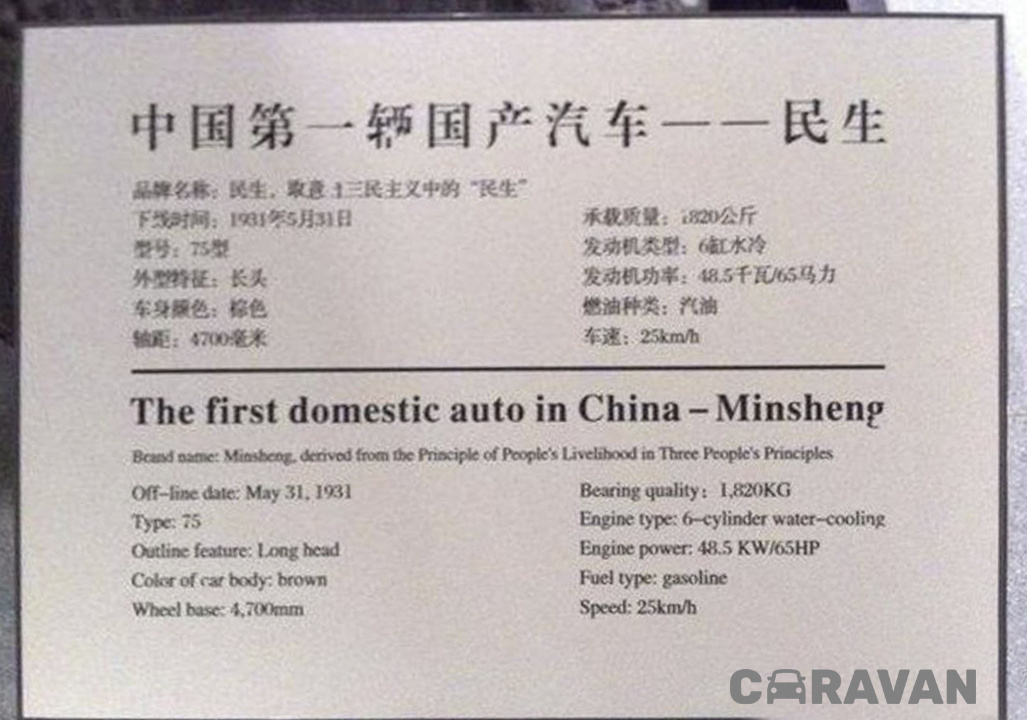 中国第一辆国产汽车——民生
品牌名称：民生，取意于三民主义中的“民生”
下线时间：1931年5月31日
型号：75型
外型特征：长头
车身颜色：棕色
轴距：4700毫米
承载质量：1820公斤
发动机类型：6缸水冷
发动机功率：48.5千瓦/65马力
燃油种类：汽油
车速：25km/h
The first domestic auto in China – Minsheng
Brand name: Minsheng, derived from the Principle of People's Livelihood in Three People's Principles
Off-line date: May 31, 1931
Type: 75
Outline feature: Long head
Color of car body: brown
Wheel base: 4,700mm
Bearing quality: 1,820KG
Engine type: 6-cylinder water-cooling
Engine power: 48.5 KW/65HP
Fuel type: gasoline
Speed: 25km/h
CARAVAN